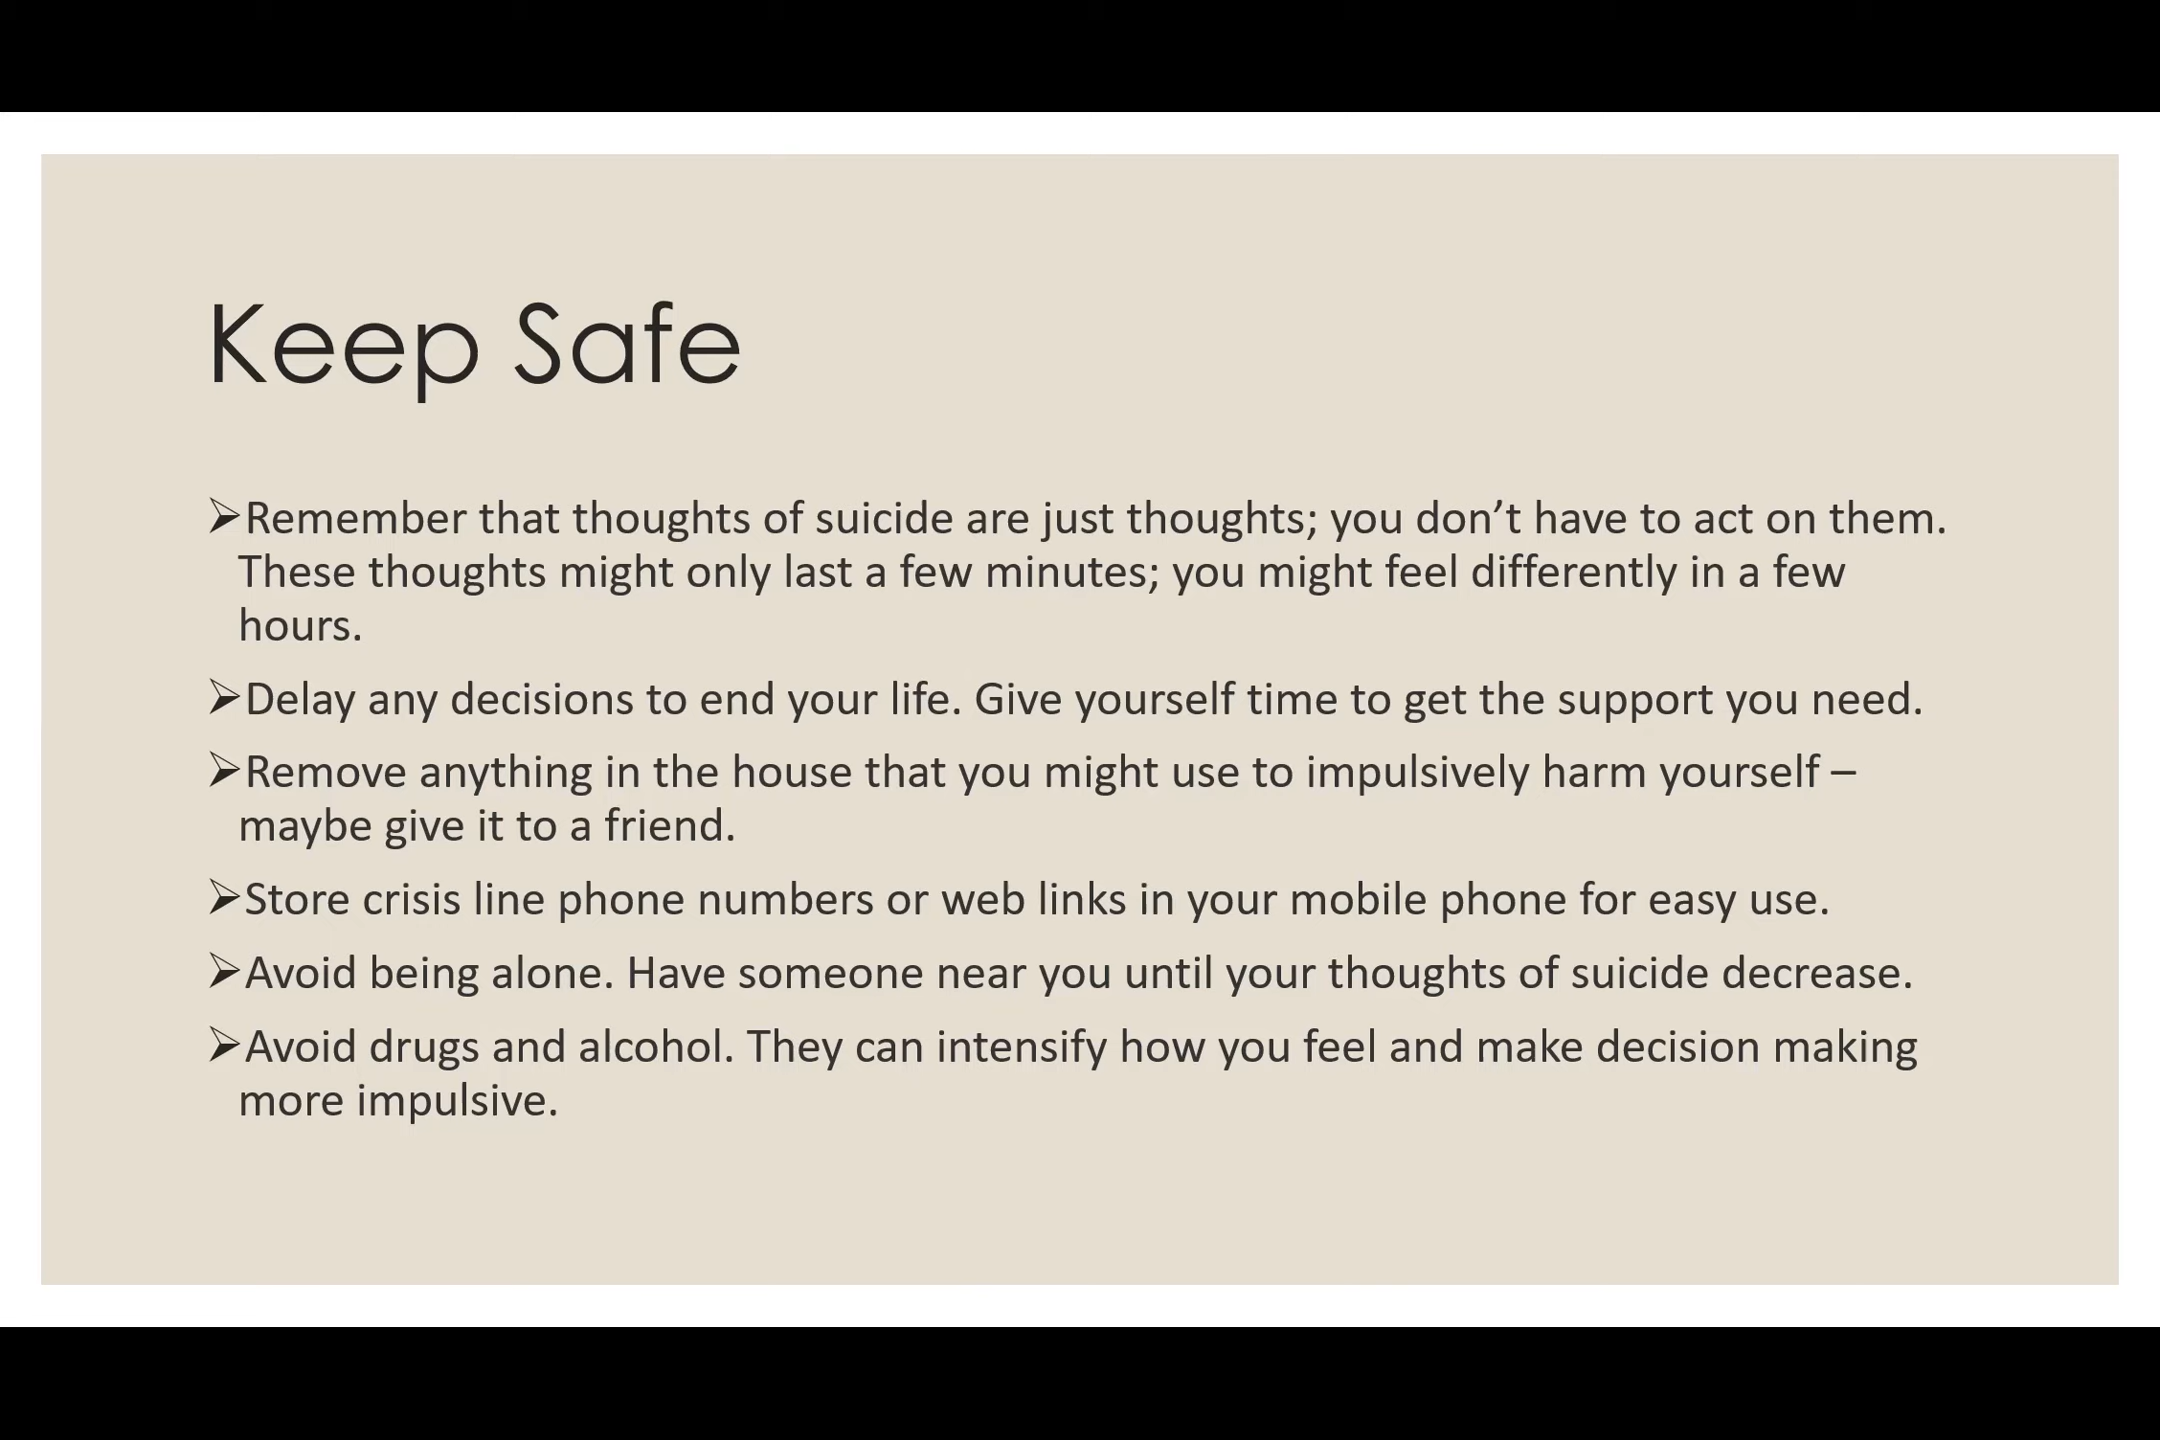 Keep Safe
➢Remember that thoughts of suicide are just thoughts; you don’t have to act on them.
These thoughts might only last a few minutes; you might feel differently in a few
hours.
➢Delay any decisions to end your life. Give yourself time to get the support you need.
➢Remove anything in the house that you might use to impulsively harm yourself –
maybe give it to a friend.
➢Store crisis line phone numbers or web links in your mobile phone for easy use.
➢Avoid being alone. Have someone near you until your thoughts of suicide decrease.
➢Avoid drugs and alcohol. They can intensify how you feel and make decision making
more impulsive.